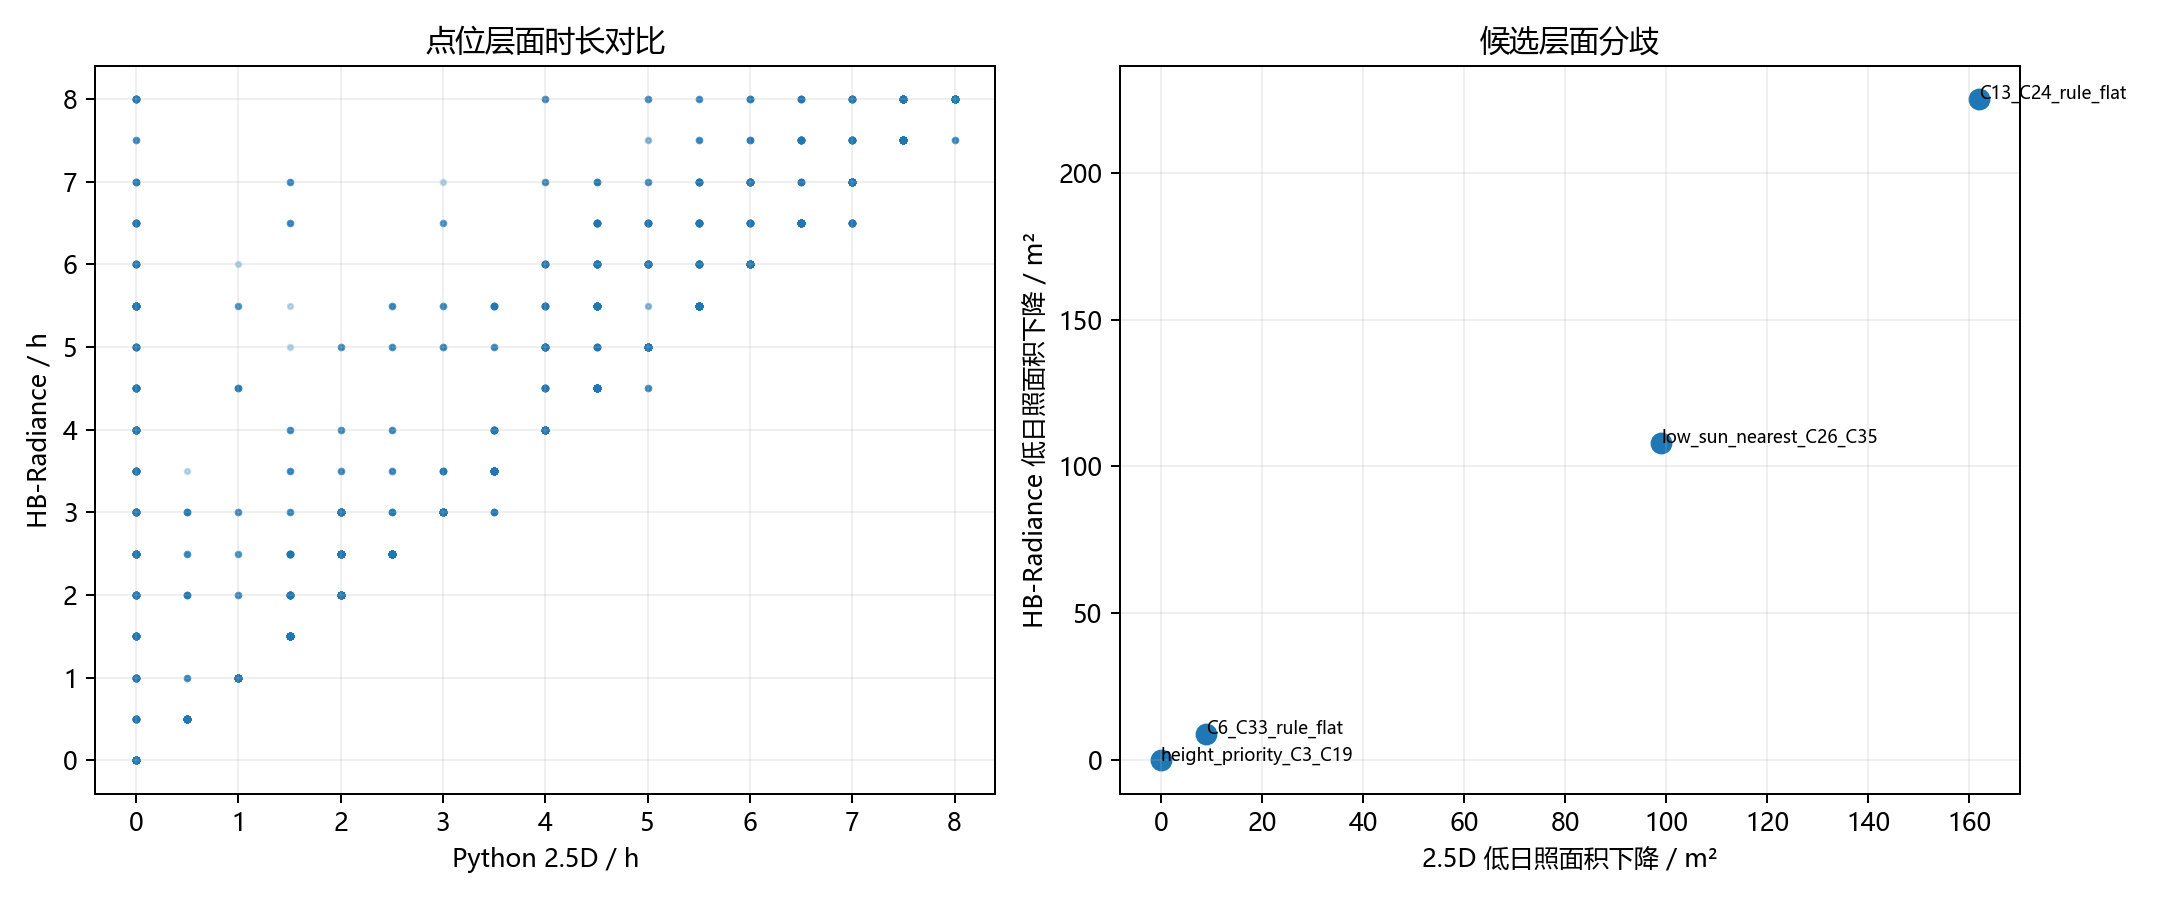 点位层面时长对比
HB-Radiance / h
8
7
6
5
4
3
2
1
0
0 1 2 3 4 5 6 7 8
Python 2.5D / h
候选层面分歧
HB-Radiance 低日照面积下降 / m²
200
150
100
50
0
C13_C24_rule_flat
low_sun_nearest_C26_C35
C6_C33_rule_flat
height_priority_C3_C19
0 20 40 60 80 100 120 140 160
2.5D 低日照面积下降 / m²